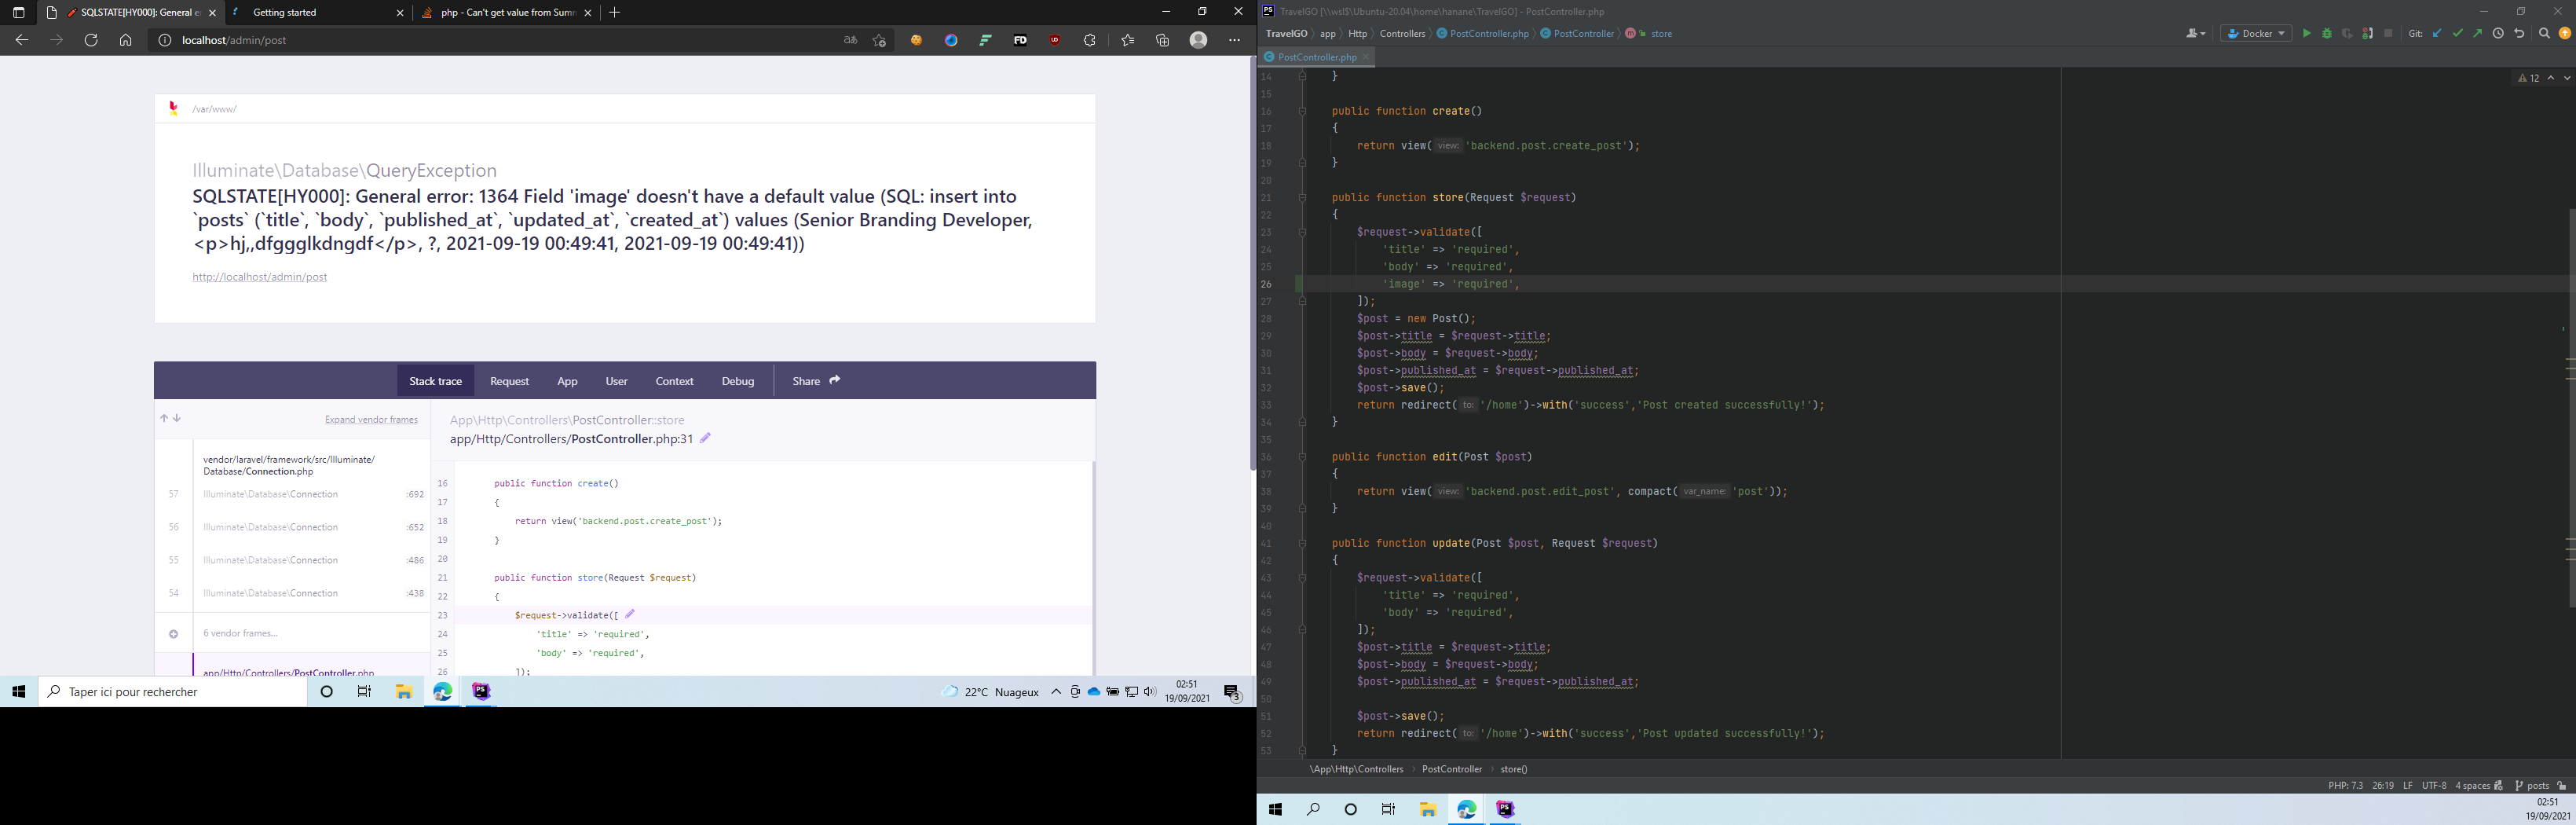 SQLSTATE[HY000]: General e
Getting started
php - Can't get value from Sumn
localhost/admin/post
/var/www/
Illuminate\Database\QueryException
SQLSTATE[HY000]: General error: 1364 Field 'image' doesn't have a default value (SQL: insert into
`posts` (`title`, `body`, `published_at`, `updated_at`, `created_at`) values (Senior Branding Developer,
<p>hj,,dfggglkdngdf</p>, ?, 2021-09-19 00:49:41, 2021-09-19 00:49:41))
http://localhost/admin/post
Stack trace Request App User Context Debug Share
Expand vendor frames
vendor/laravel/framework/src/Illuminate/
Database/Connection.php
57 Illuminate\Database\Connection :692
56 Illuminate\Database\Connection :652
55 Illuminate\Database\Connection :486
54 Illuminate\Database\Connection :438
6 vendor frames...
app/Http/Controllers/PostController.php
App\Http\Controllers\PostController::store
app/Http/Controllers/PostController.php:31
16 public function create()
17 {
18 return view('backend.post.create_post');
19 }
20
21 public function store(Request $request)
22 {
23 $request->validate([
24 'title' => 'required',
25 'body' => 'required',
26 ]);
Taper ici pour rechercher
22°C Nuageux
02:51
19/09/2021
3
TravelGO [\\wsl$\Ubuntu-20.04\home\hanane\TravelGO] - PostController.php
TravelGO app Http Controllers PostController.php PostController store
Docker
Git:
PostController.php
12
14 }
15
16 public function create()
17 {
18 return view( view: 'backend.post.create_post');
19 }
20
21 public function store(Request $request)
22 {
23 $request->validate([
24 'title' => 'required',
25 'body' => 'required',
26 'image' => 'required',
27 ]);
28 $post = new Post();
29 $post->title = $request->title;
30 $post->body = $request->body;
31 $post->published_at = $request->published_at;
32 $post->save();
33 return redirect( to: '/home')->with('success','Post created successfully!');
34 }
35
36 public function edit(Post $post)
37 {
38 return view( view: 'backend.post.edit_post', compact( var_name: 'post'));
39 }
40
41 public function update(Post $post, Request $request)
42 {
43 $request->validate([
44 'title' => 'required',
45 'body' => 'required',
46 ]);
47 $post->title = $request->title;
48 $post->body = $request->body;
49 $post->published_at = $request->published_at;
50
51 $post->save();
52 return redirect( to: '/home')->with('success','Post updated successfully!');
53 }
\App\Http\Controllers PostController store()
PHP: 7.3 26:19 LF UTF-8 4 spaces posts
02:51
19/09/2021